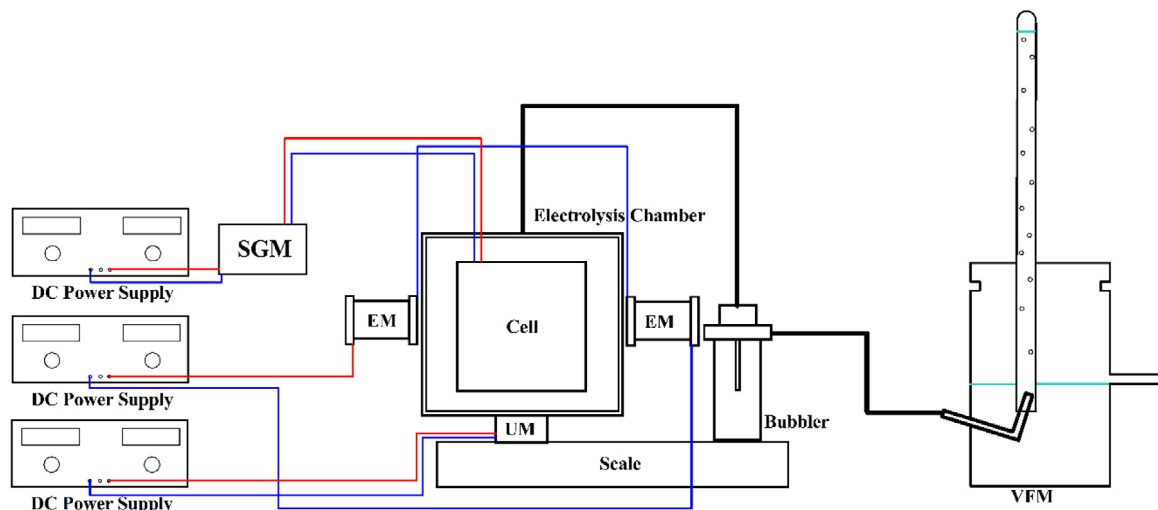 Electrolysis Chamber
SGM
DC Power Supply
EM
Cell
EM
DC Power Supply
UM
Bubbler
Scale
DC Power Supply
VFM